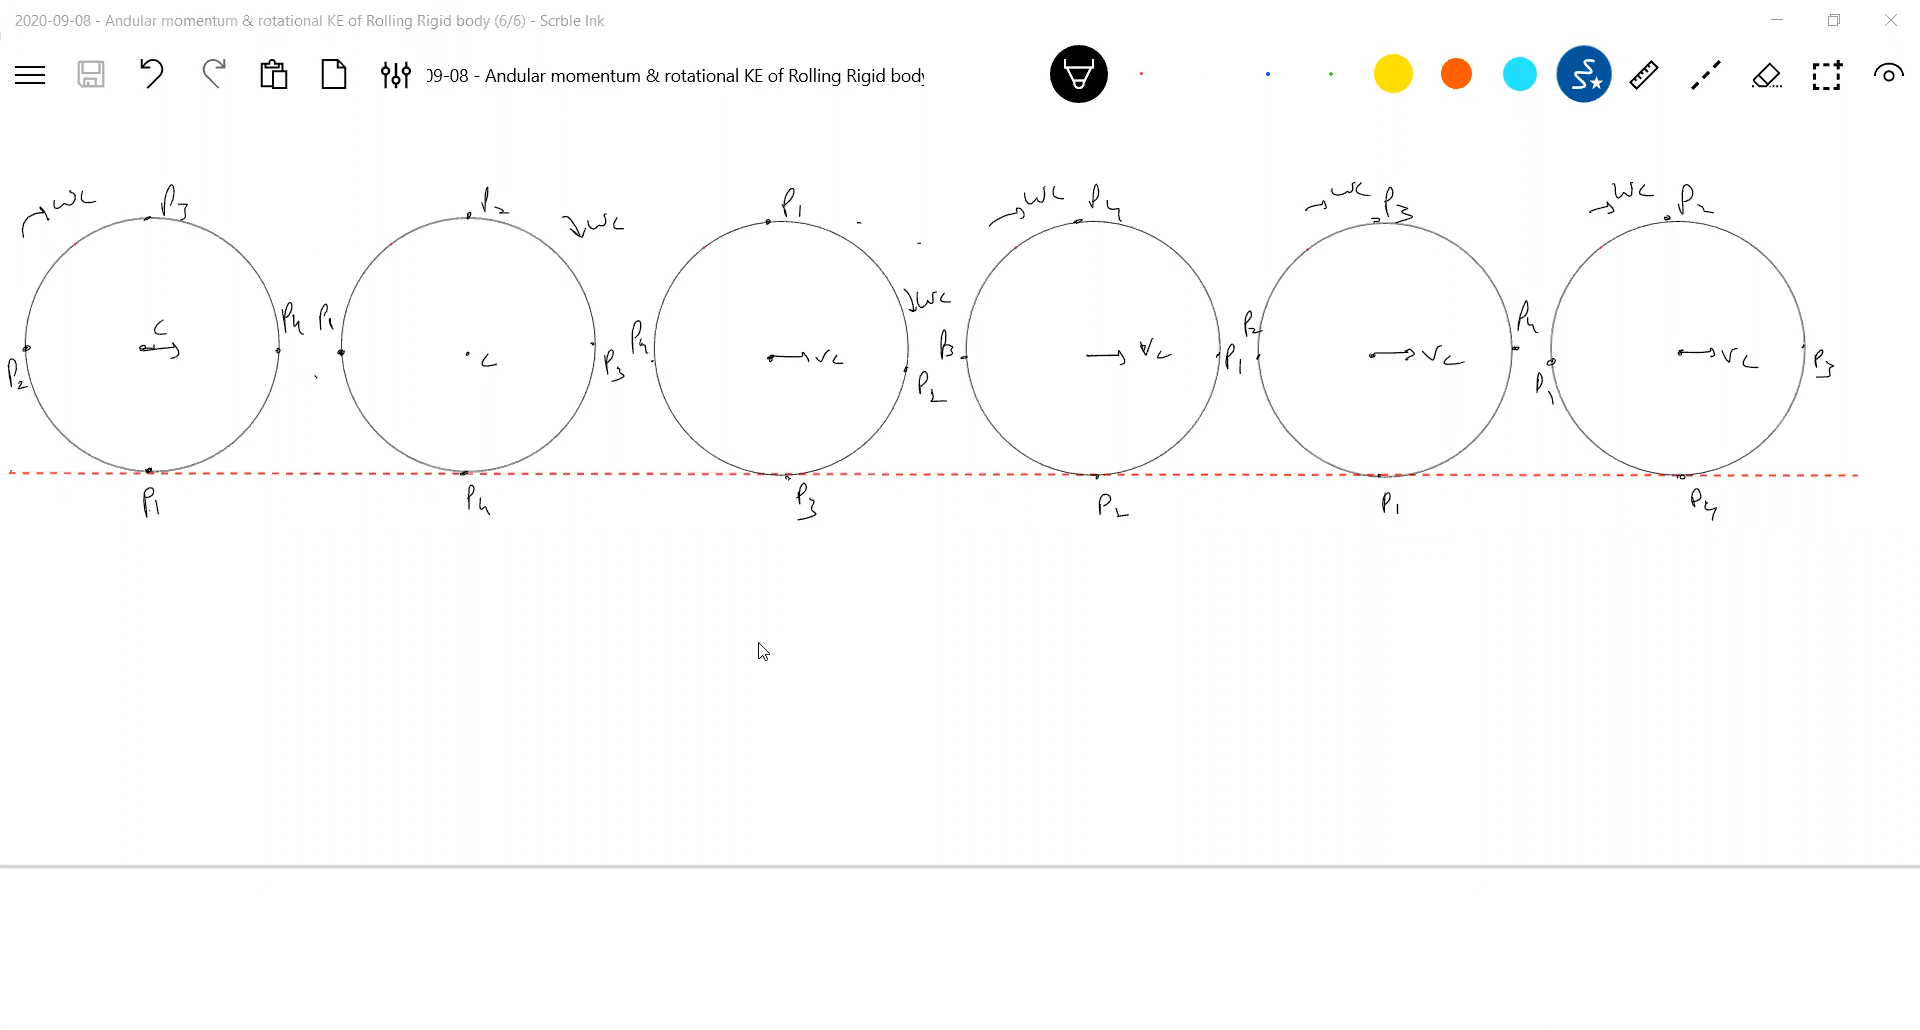 2020-09-08 - Andular momentum & rotational KE of Rolling Rigid body (6/6) - Scrble Ink
09-08 - Andular momentum & rotational KE of Rolling Rigid body
ωc P3 P2 ωc P1 ωc P4 ωc P3 ωc P2
ωc
C P4 P1 P4 P3 P2 P4
P2 C P3 vc P2 vc P1 vc P1 vc P3
P1 P4 P3 P2 P1 P4